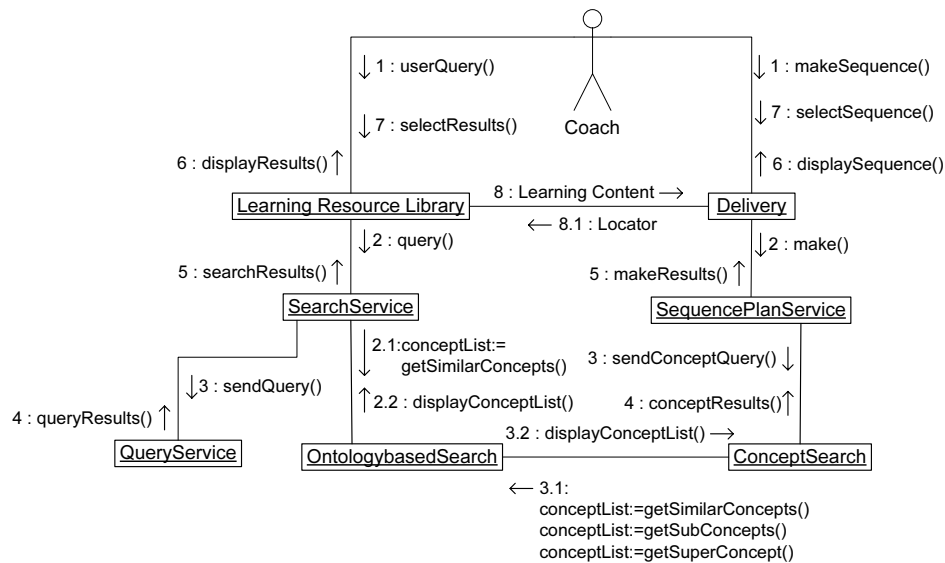 1 : userQuery()
1 : makeSequence()
7 : selectResults()
Coach
7 : selectSequence()
6 : displayResults()
6 : displaySequence()
Learning Resource Library
8 : Learning Content
Delivery
8.1 : Locator
2 : query()
2 : make()
5 : searchResults()
5 : makeResults()
SearchService
SequencePlanService
2.1:conceptList:=
getSimilarConcepts()
3 : sendConceptQuery()
3 : sendQuery()
2.2 : displayConceptList()
4 : conceptResults()
4 : queryResults()
3.2 : displayConceptList()
QueryService
OntologybasedSearch
ConceptSearch
3.1:
conceptList:=getSimilarConcepts()
conceptList:=getSubConcepts()
conceptList:=getSuperConcept()